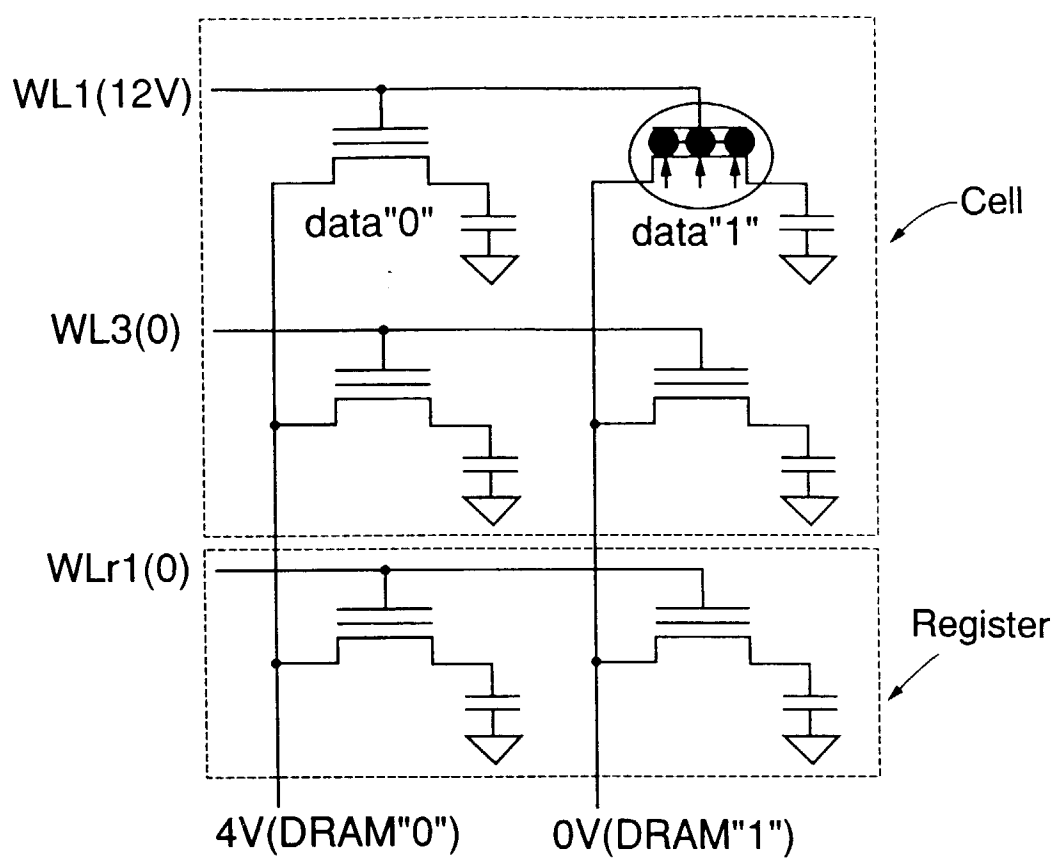 WL1(12V)
data"0"
data"1"
Cell
WL3(0)
WLr1(0)
Register
4V(DRAM"0")
0V(DRAM"1")